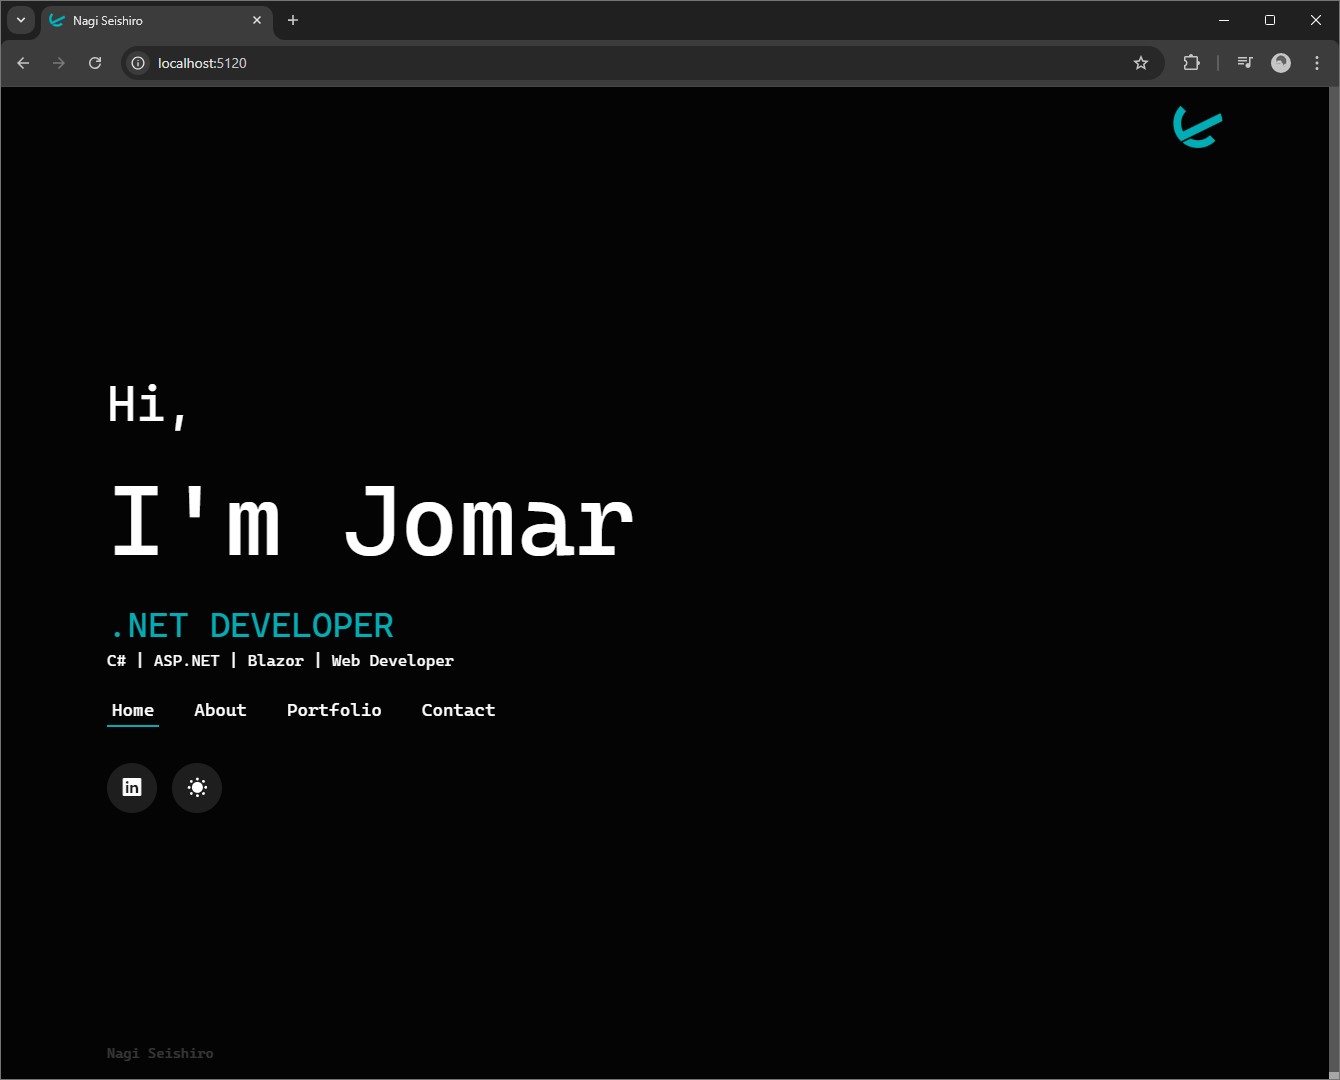 Nagi Seishiro
localhost:5120
Hi,
I'm Jomar
.NET DEVELOPER
C# | ASP.NET | Blazor | Web Developer
Home About Portfolio Contact
in
Nagi Seishiro